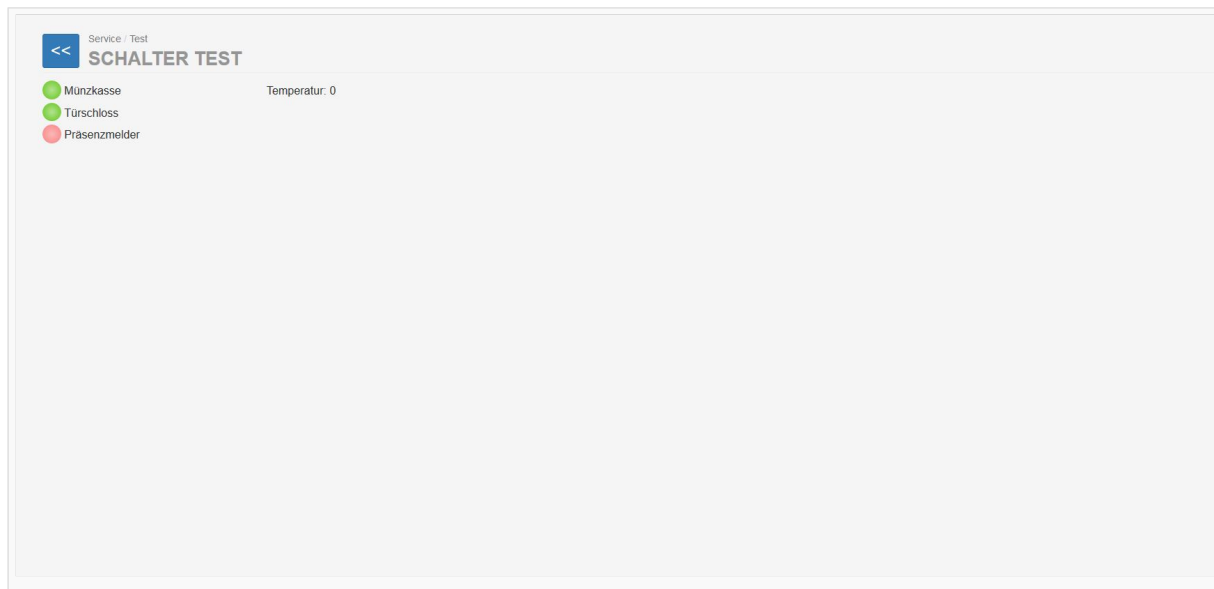 <<
Service / Test
SCHALTER TEST
Münzkasse
Temperatur: 0
Türschloss
Präsenzmelder